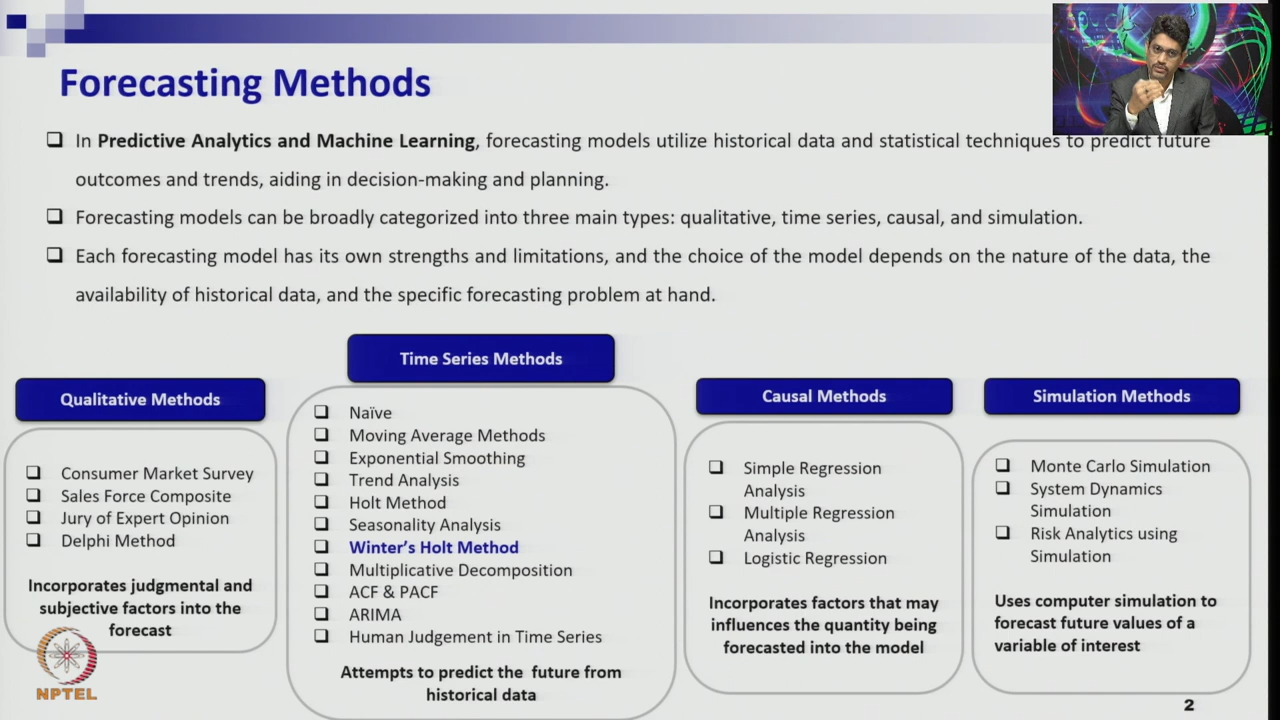 Forecasting Methods
❑ In Predictive Analytics and Machine Learning, forecasting models utilize historical data and statistical techniques to predict future
outcomes and trends, aiding in decision-making and planning.
❑ Forecasting models can be broadly categorized into three main types: qualitative, time series, causal, and simulation.
❑ Each forecasting model has its own strengths and limitations, and the choice of the model depends on the nature of the data, the
availability of historical data, and the specific forecasting problem at hand.
Qualitative Methods
❑ Consumer Market Survey
❑ Sales Force Composite
❑ Jury of Expert Opinion
❑ Delphi Method
Incorporates judgmental and
subjective factors into the
forecast
Time Series Methods
❑ Naïve
❑ Moving Average Methods
❑ Exponential Smoothing
❑ Trend Analysis
❑ Holt Method
❑ Seasonality Analysis
❑ Winter's Holt Method
❑ Multiplicative Decomposition
❑ ACF & PACF
❑ ARIMA
❑ Human Judgement in Time Series
Attempts to predict the future from
historical data
Causal Methods
❑ Simple Regression
Analysis
❑ Multiple Regression
Analysis
❑ Logistic Regression
Incorporates factors that may
influences the quantity being
forecasted into the model
Simulation Methods
❑ Monte Carlo Simulation
❑ System Dynamics
Simulation
❑ Risk Analytics using
Simulation
Uses computer simulation to
forecast future values of a
variable of interest
NPTEL
2